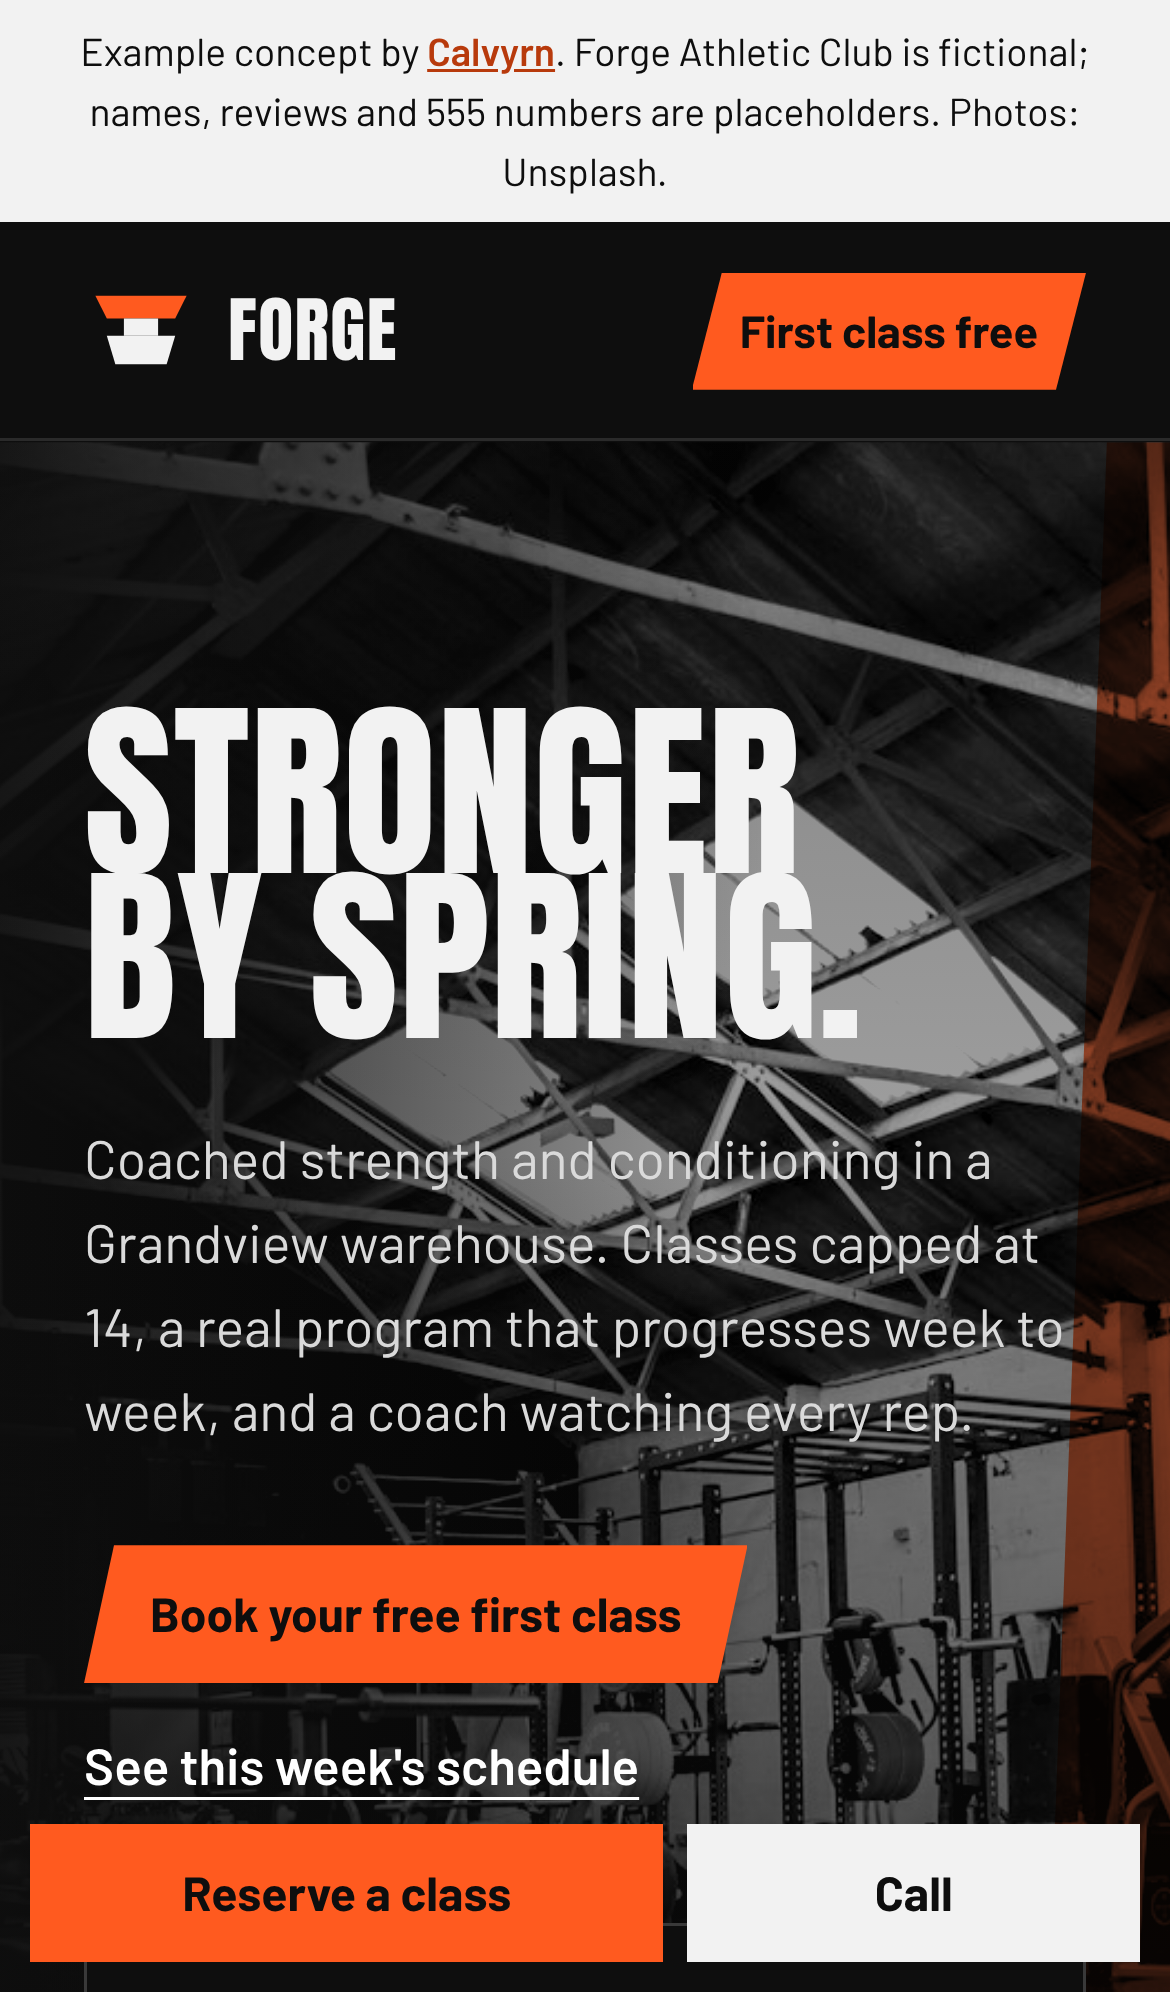 Example concept by Calvyrn. Forge Athletic Club is fictional;
names, reviews and 555 numbers are placeholders. Photos:
Unsplash.
FORGE
First class free
STRONGER
BY SPRING.
Coached strength and conditioning in a
Grandview warehouse. Classes capped at
14, a real program that progresses week to
week, and a coach watching every rep.
Book your free first class
See this week's schedule
Reserve a class
Call